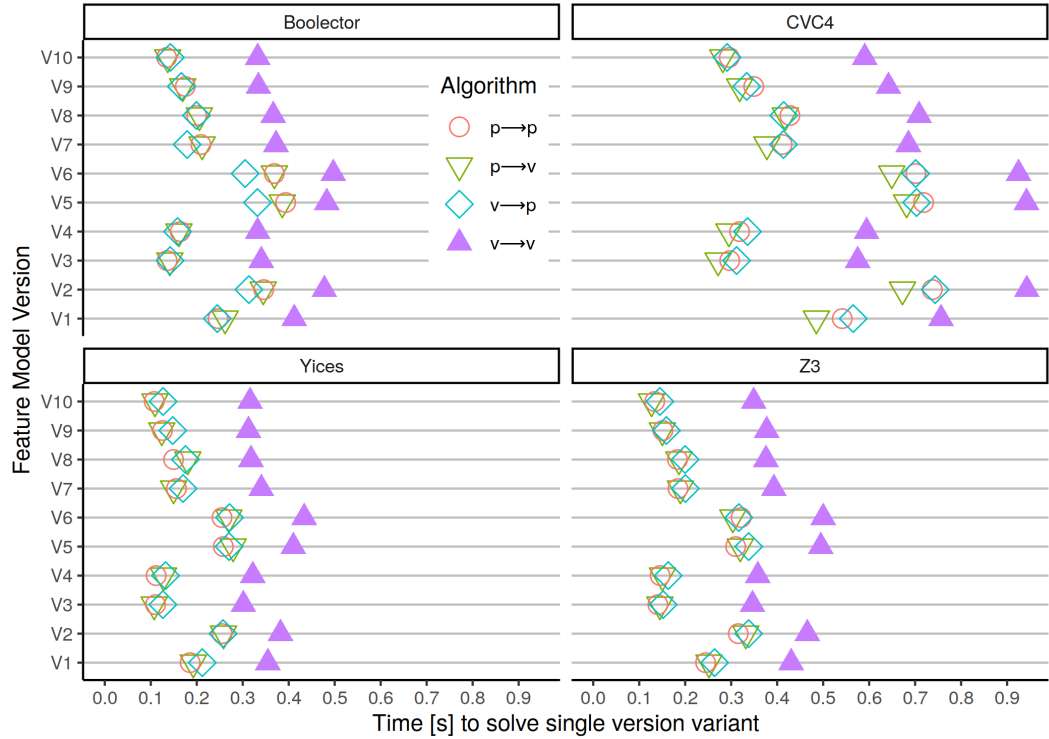 Boolector
CVC4
V10
V9
V8
V7
V6
V5
V4
V3
V2
V1
Algorithm
p→p
p→v
v→p
v→v
Yices
Z3
V10
V9
V8
V7
V6
V5
V4
V3
V2
V1
Feature Model Version
0.0 0.1 0.2 0.3 0.4 0.5 0.6 0.7 0.8 0.9
0.0 0.1 0.2 0.3 0.4 0.5 0.6 0.7 0.8 0.9
Time [s] to solve single version variant